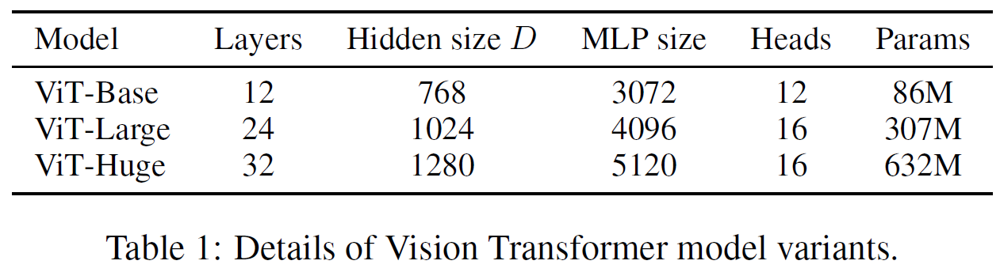 Model Layers Hidden size D MLP size Heads Params
ViT-Base 12 768 3072 12 86M
ViT-Large 24 1024 4096 16 307M
ViT-Huge 32 1280 5120 16 632M
Table 1: Details of Vision Transformer model variants.